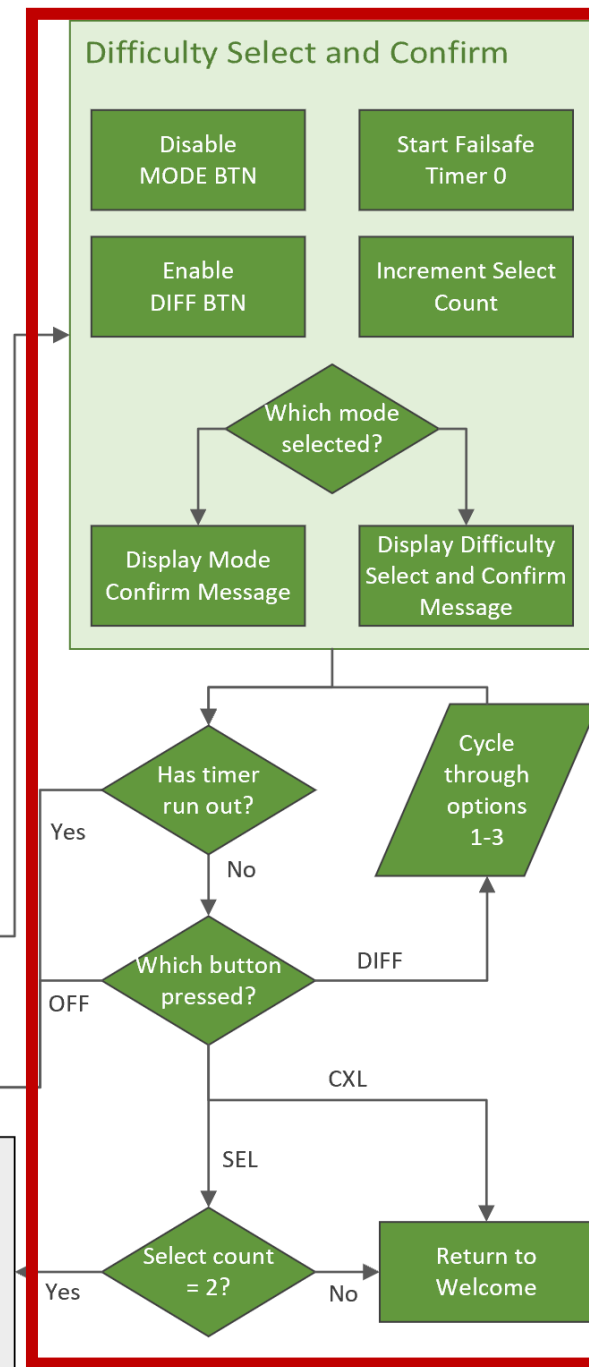 Difficulty Select and Confirm
Disable
MODE BTN
Start Failsafe
Timer 0
Enable
DIFF BTN
Increment Select
Count
Which mode
selected?
Display Mode
Confirm Message
Display Difficulty
Select and Confirm
Message
Has timer
run out?
Cycle
through
options
1-3
Yes
No
Which button
pressed?
DIFF
OFF
CXL
SEL
Select count
= 2?
Return to
Welcome
Yes
No